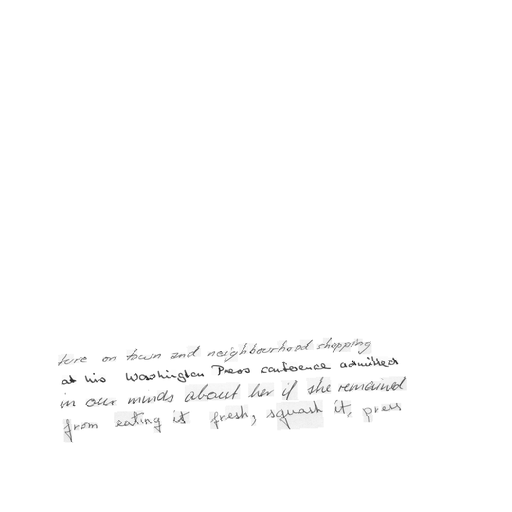 ture on town and neighbourhood shopping
at his Washington Press conference admitted
in our minds about her if she remained
from eating it fresh, squash it, press